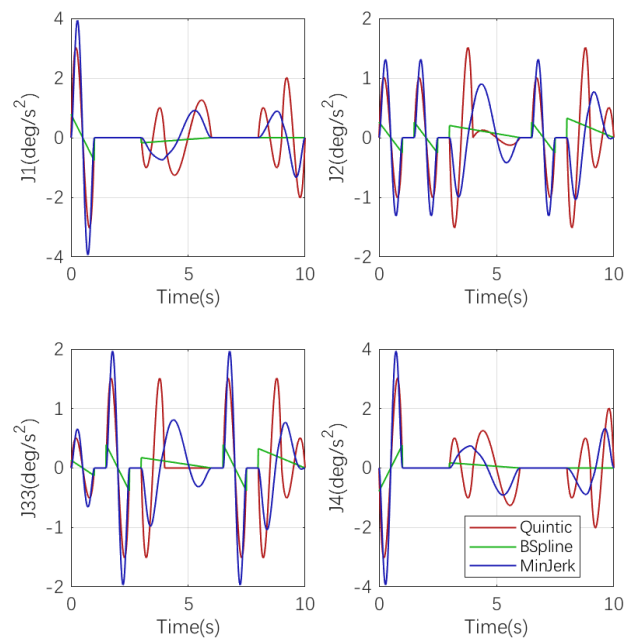 4
2
0
-2
-4
J1(deg/s²)
0
5
10
Time(s)
2
1
0
-1
-2
J2(deg/s²)
0
5
10
Time(s)
2
1
0
-1
-2
J33(deg/s²)
0
5
10
Time(s)
4
2
0
-2
-4
J4(deg/s²)
0
5
10
Time(s)
Quintic
BSpline
MinJerk